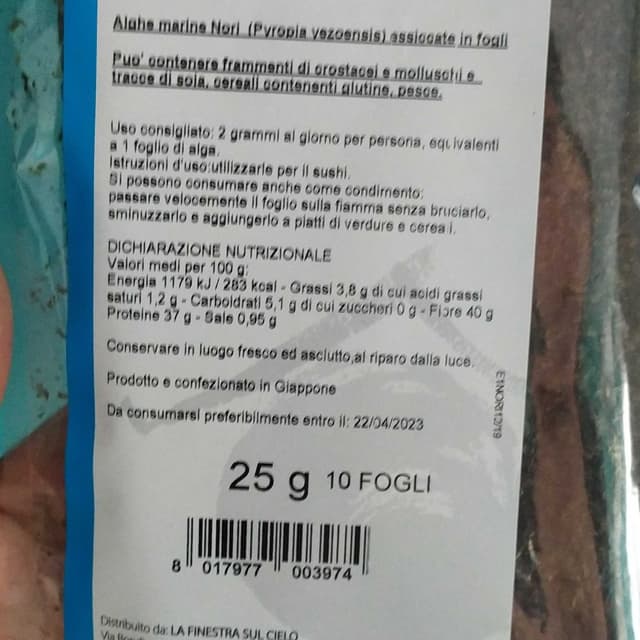 Alghe marine Nori (Pyropia yezoensis) essiccate in fogli
Puo' contenere frammenti di crostacei e molluschi e
tracce di soia, cereali contenenti glutine, pesce.
Uso consigliato: 2 grammi al giorno per persona, equivalenti
a 1 foglio di alga.
Istruzioni d'uso:utilizzarle per il sushi.
Si possono consumare anche come condimento:
passare velocemente il foglio sulla fiamma senza bruciarlo,
sminuzzarlo e aggiungerlo a piatti di verdure e cereali.
DICHIARAZIONE NUTRIZIONALE
Valori medi per 100 g:
Energia 1179 kJ / 283 kcal - Grassi 3,8 g di cui acidi grassi
saturi 1,2 g - Carboidrati 5,1 g di cui zuccheri 0 g - Fibre 40 g
Proteine 37 g - Sale 0,95 g
Conservare in luogo fresco ed asciutto,al riparo dalla luce.
Prodotto e confezionato in Giappone
Da consumarsi preferibilmente entro il: 22/04/2023
E1NOR12/19
25 g 10 FOGLI
8 017977 003974
Distribuito da: LA FINESTRA SUL CIELO
Via